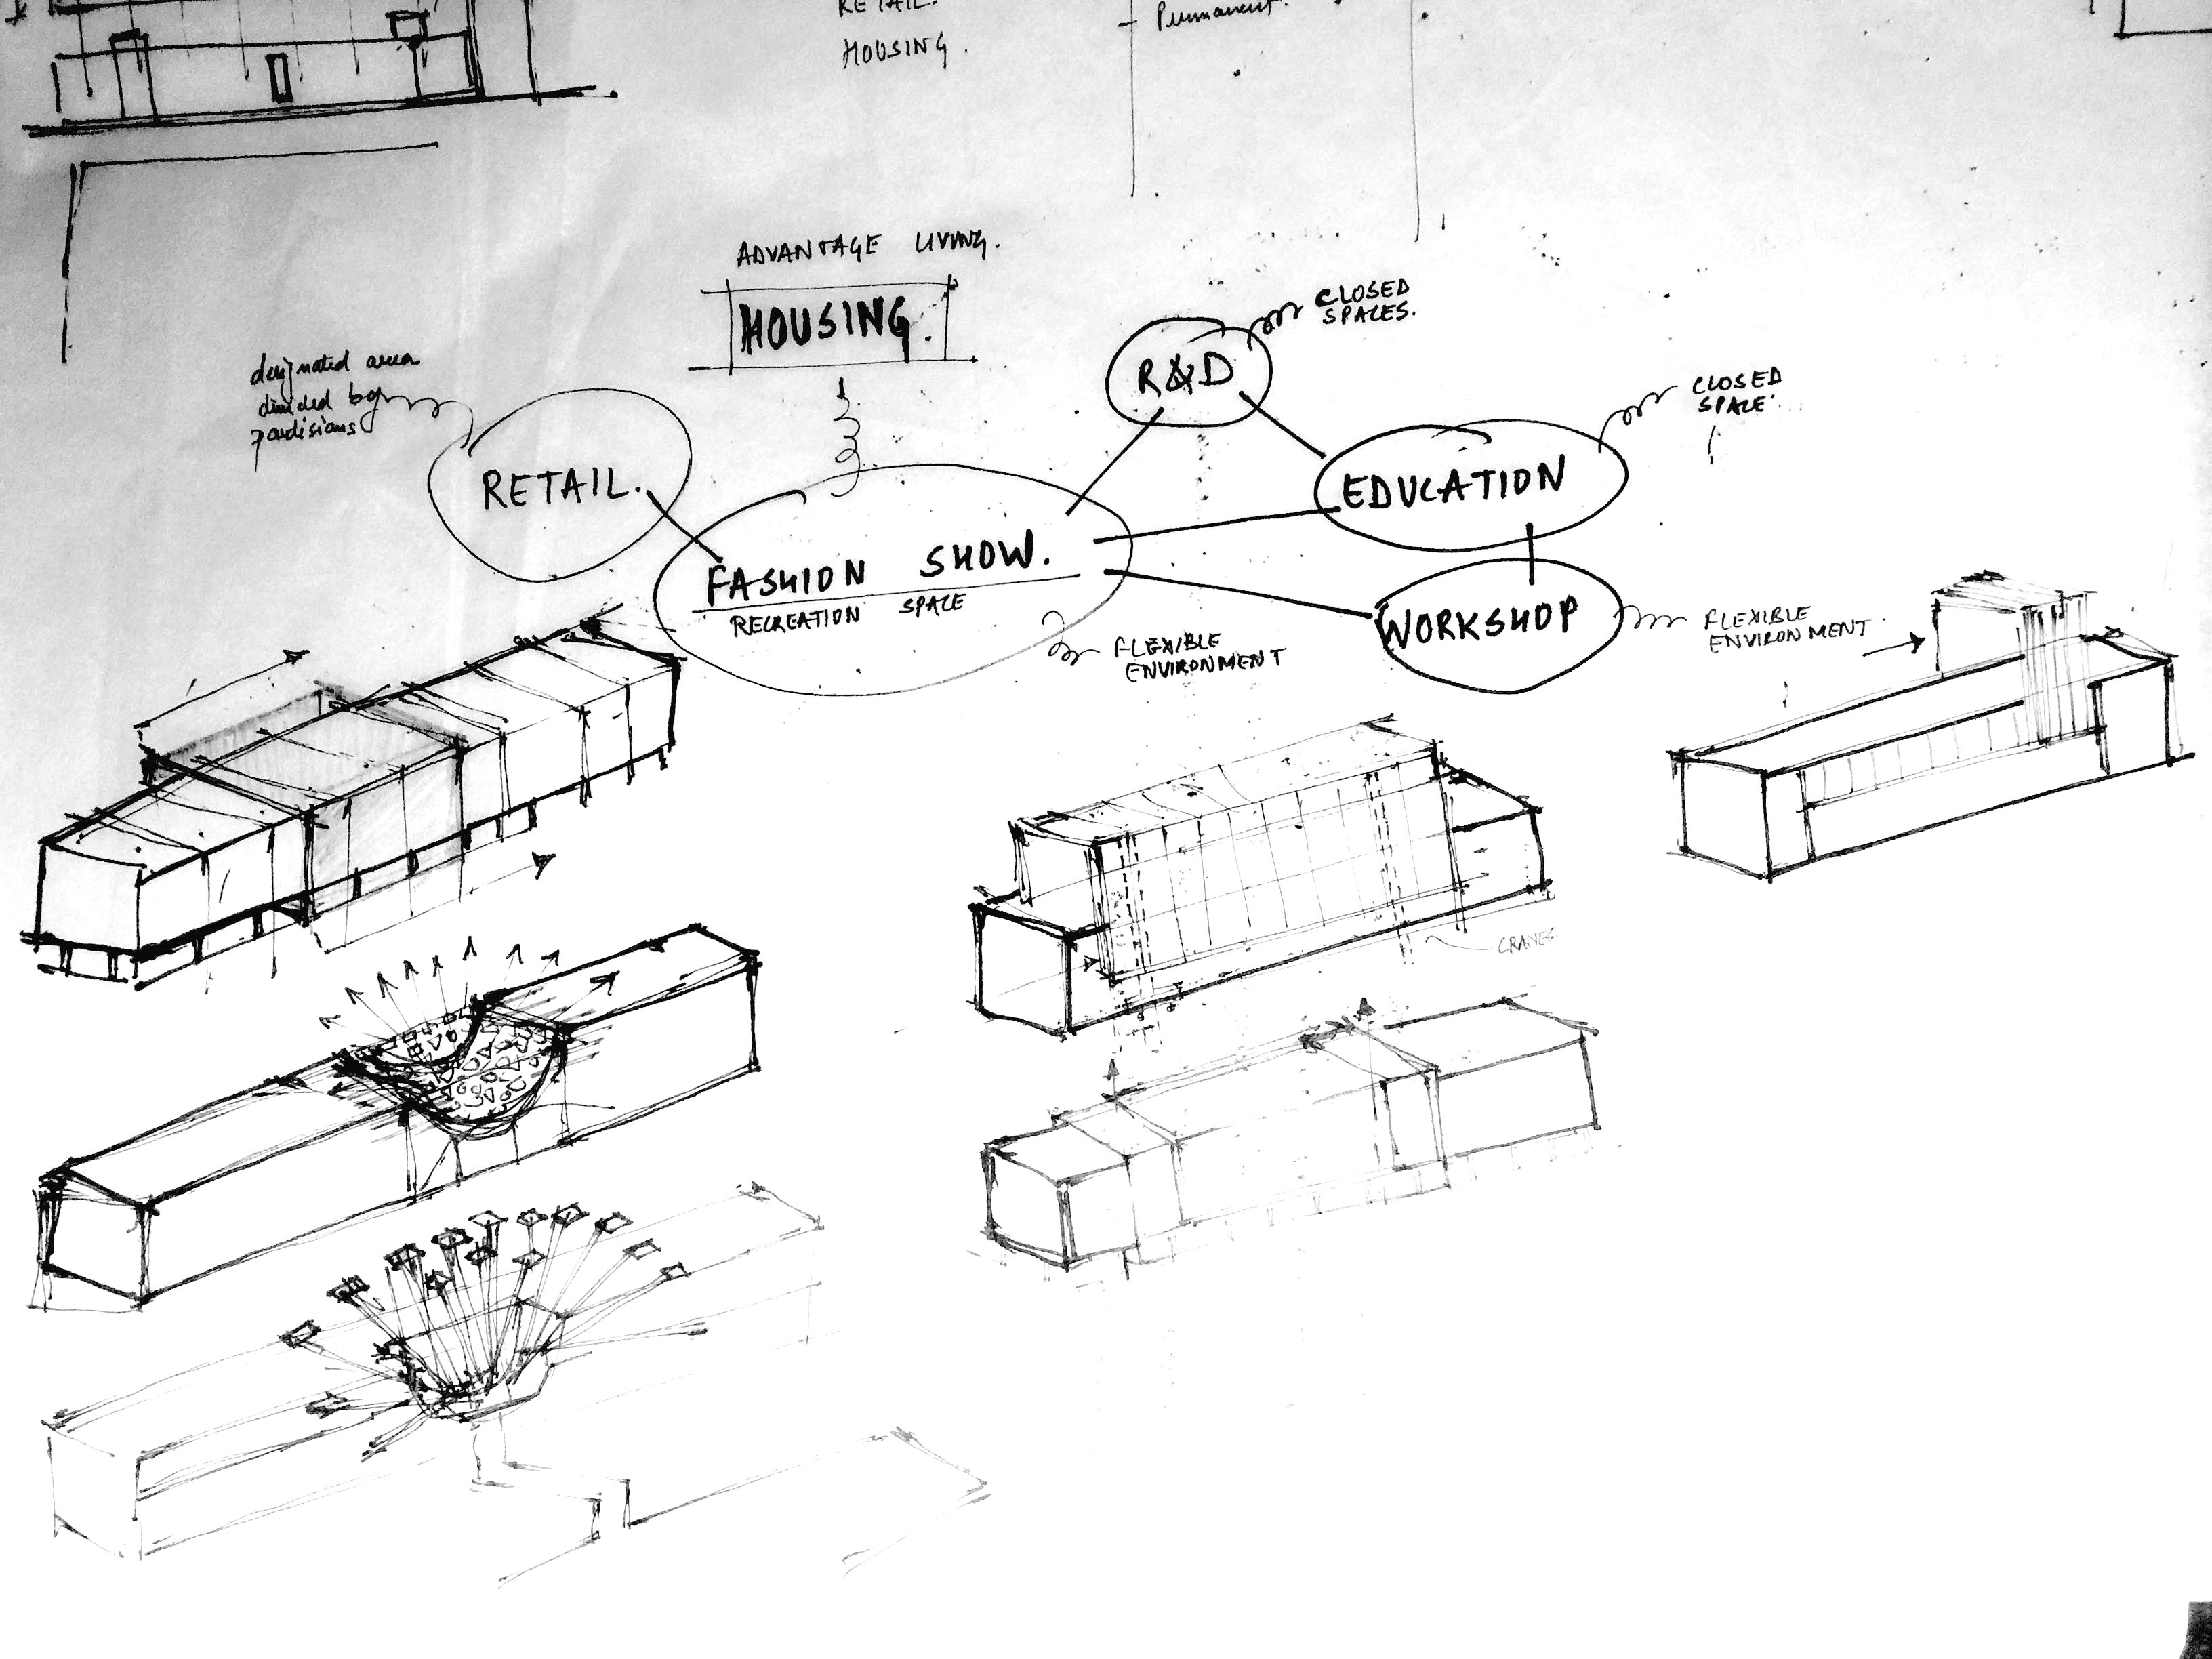 RETAIL.
HOUSING.
- Permanent.
ADVANTAGE LIVING.
HOUSING.
R&D
CLOSED
SPACES.
designated area
divided by
RETAIL.
EDUCATION
CLOSED
SPACE.
FASHION SHOW.
RECREATION SPACE
FLEXIBLE
ENVIRONMENT
WORKSHOP
FLEXIBLE
ENVIRONMENT
CRANES